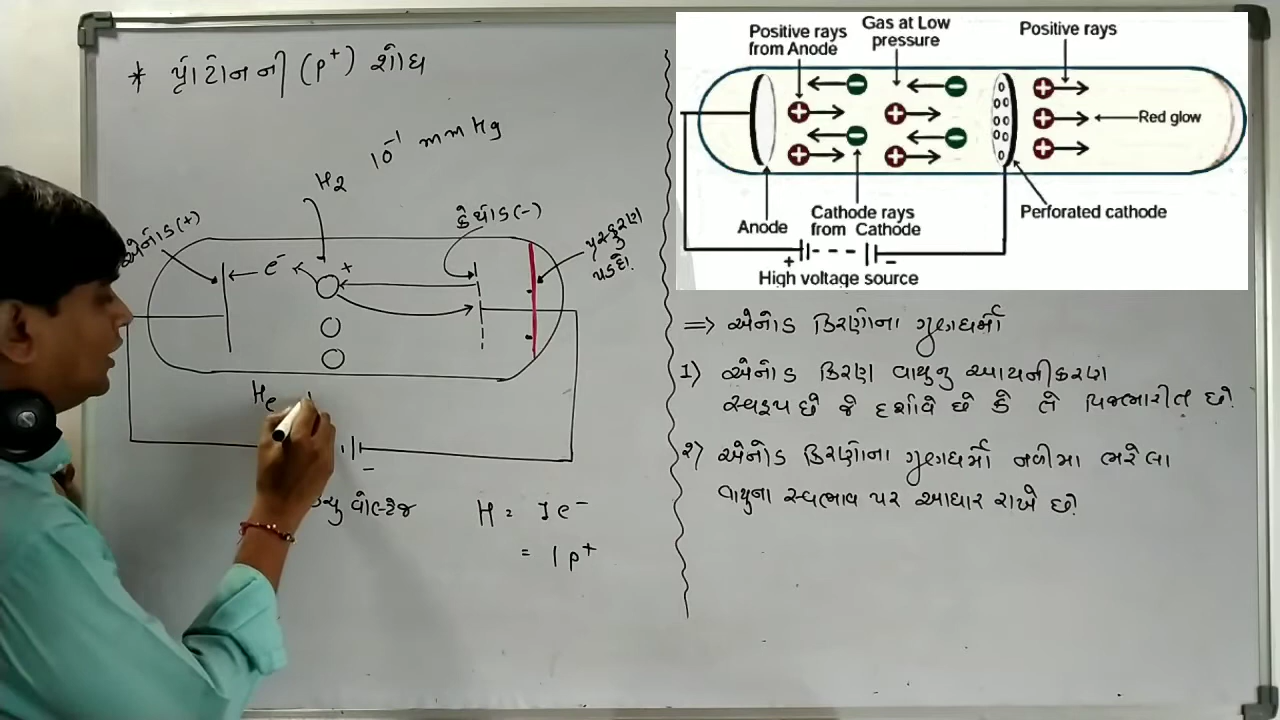 * પ્રોટોનની (p⁺) શોધ
10⁻¹ mm Hg
H₂
એનોડ(+)
કેથોડ(-)
પ્રસ્ફુરણ
પડદો
e⁻
+
He
-
વોલ્ટેજ
H = 1e⁻
= 1p⁺
Positive rays
from Anode
Gas at Low
pressure
Positive rays
Red glow
Anode
Cathode rays
from Cathode
Perforated cathode
+ -
High voltage source
⇒ એનોડ કિરણોના ગુણધર્મો
1) એનોડ કિરણ વાયુનુ આયનીકરણ
સ્વરૂપ છે જે દર્શાવે છે કે તે વિજભારીત છે.
૨) એનોડ કિરણોના ગુણધર્મો નળીમા ભરેલા
વાયુના સ્વભાવ પર આધાર રાખે છે.